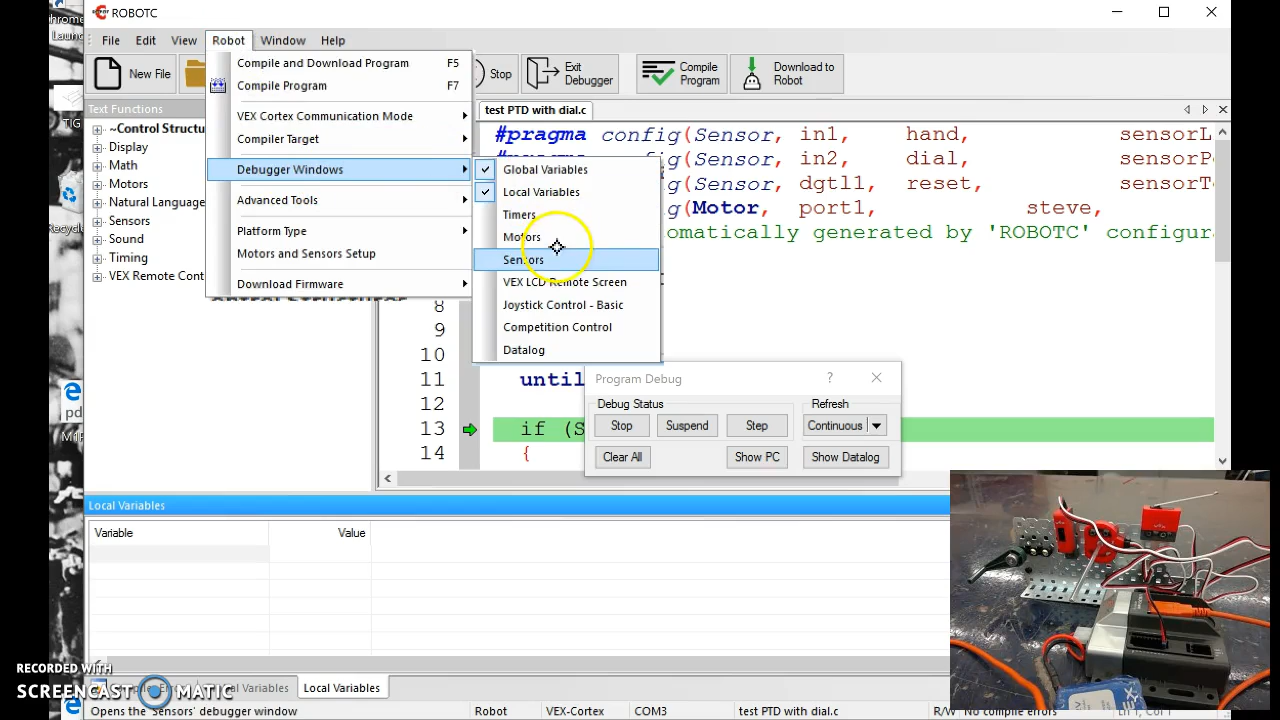 ROBOTC
File Edit View Robot Window Help
New File
Stop
Exit Debugger
Compile Program
Download to Robot
Compile and Download Program F5
Compile Program F7
VEX Cortex Communication Mode
Compiler Target
Debugger Windows
Advanced Tools
Platform Type
Motors and Sensors Setup
Download Firmware
Global Variables
Local Variables
Timers
Motors
Sensors
VEX LCD Remote Screen
Joystick Control - Basic
Competition Control
Datalog
Text Functions
~Control Structu
Display
Math
Motors
Natural Language
Sensors
Sound
Timing
VEX Remote Cont
test PTD with dial.c
#pragma config(Sensor, in1, hand, sensorL
(Sensor, in2, dial, sensorP
(Sensor, dgtl1, reset, sensorT
g(Motor, port1, steve,
omatically generated by 'ROBOTC' configur
8
9
10
11 until
12
13 if (S
14 {
Program Debug
Debug Status
Stop Suspend Step
Clear All Show PC
Refresh
Continuous
Show Datalog
Local Variables
Variable Value
Local Variables
RECORDED WITH
SCREENCAST MATIC
Opens the 'Sensors' debugger window
Robot
COM3
test PTD with dial.c
R/W
No compile errors